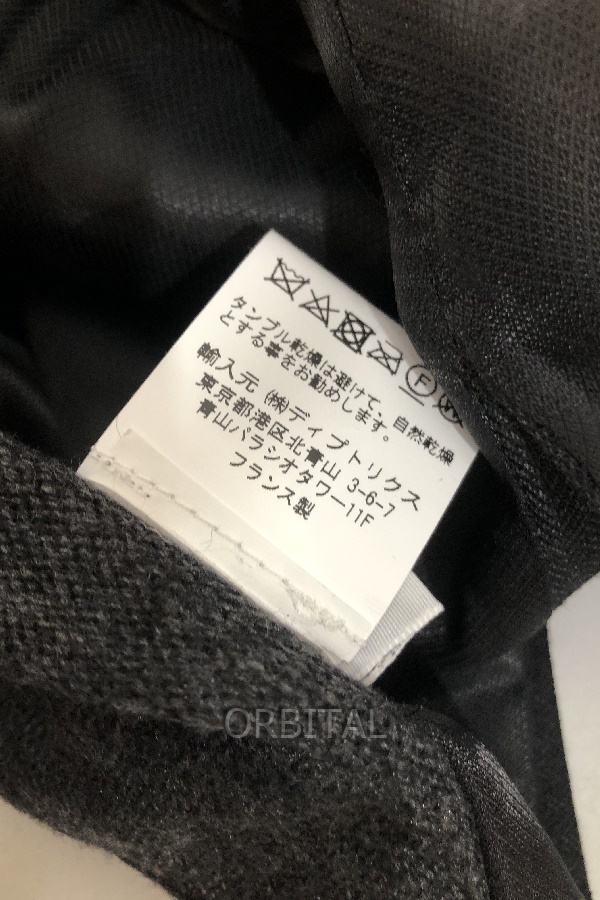 F
タンブル乾燥は避けて、自然乾燥
とする事をお勧めします。
輸入元 (株)ディプトリクス
東京都港区北青山 3-6-7
青山パラシオタワー11F
フランス製
ORBITAL